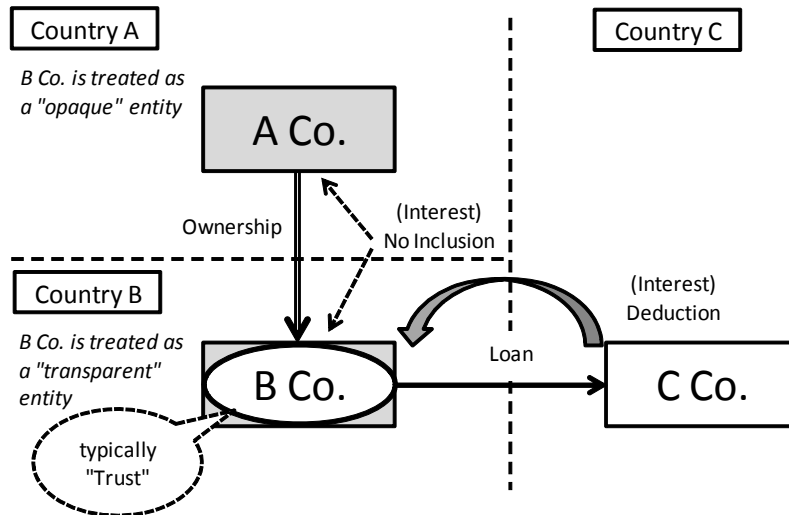 Country A
Country C
B Co. is treated as
a "opaque" entity
A Co.
Ownership
(Interest)
No Inclusion
Country B
(Interest)
Deduction
B Co. is treated as
a "transparent"
entity
Loan
B Co.
C Co.
typically
"Trust"